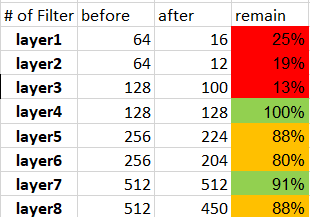 # of Filter before after remain
layer1 64 16 25%
layer2 64 12 19%
layer3 128 100 13%
layer4 128 128 100%
layer5 256 224 88%
layer6 256 204 80%
layer7 512 512 91%
layer8 512 450 88%